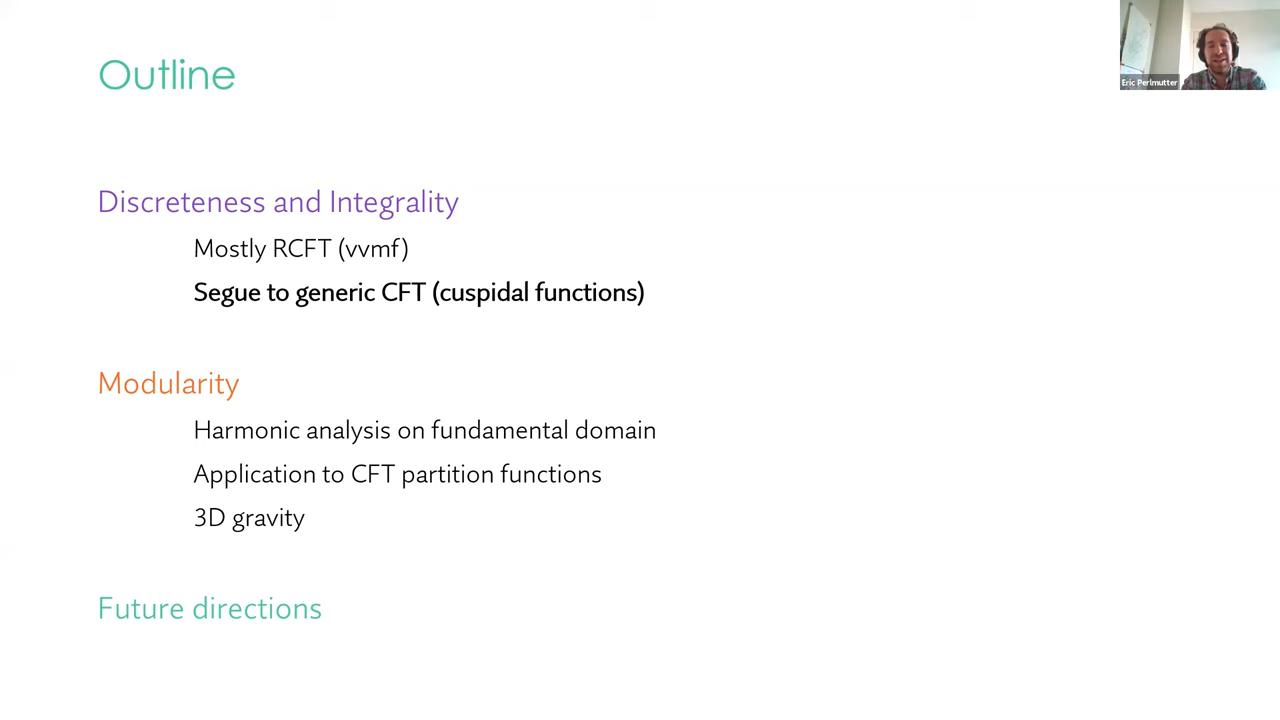 Outline
Eric Perlmutter
Discreteness and Integrality
Mostly RCFT (vvmf)
Segue to generic CFT (cuspidal functions)
Modularity
Harmonic analysis on fundamental domain
Application to CFT partition functions
3D gravity
Future directions